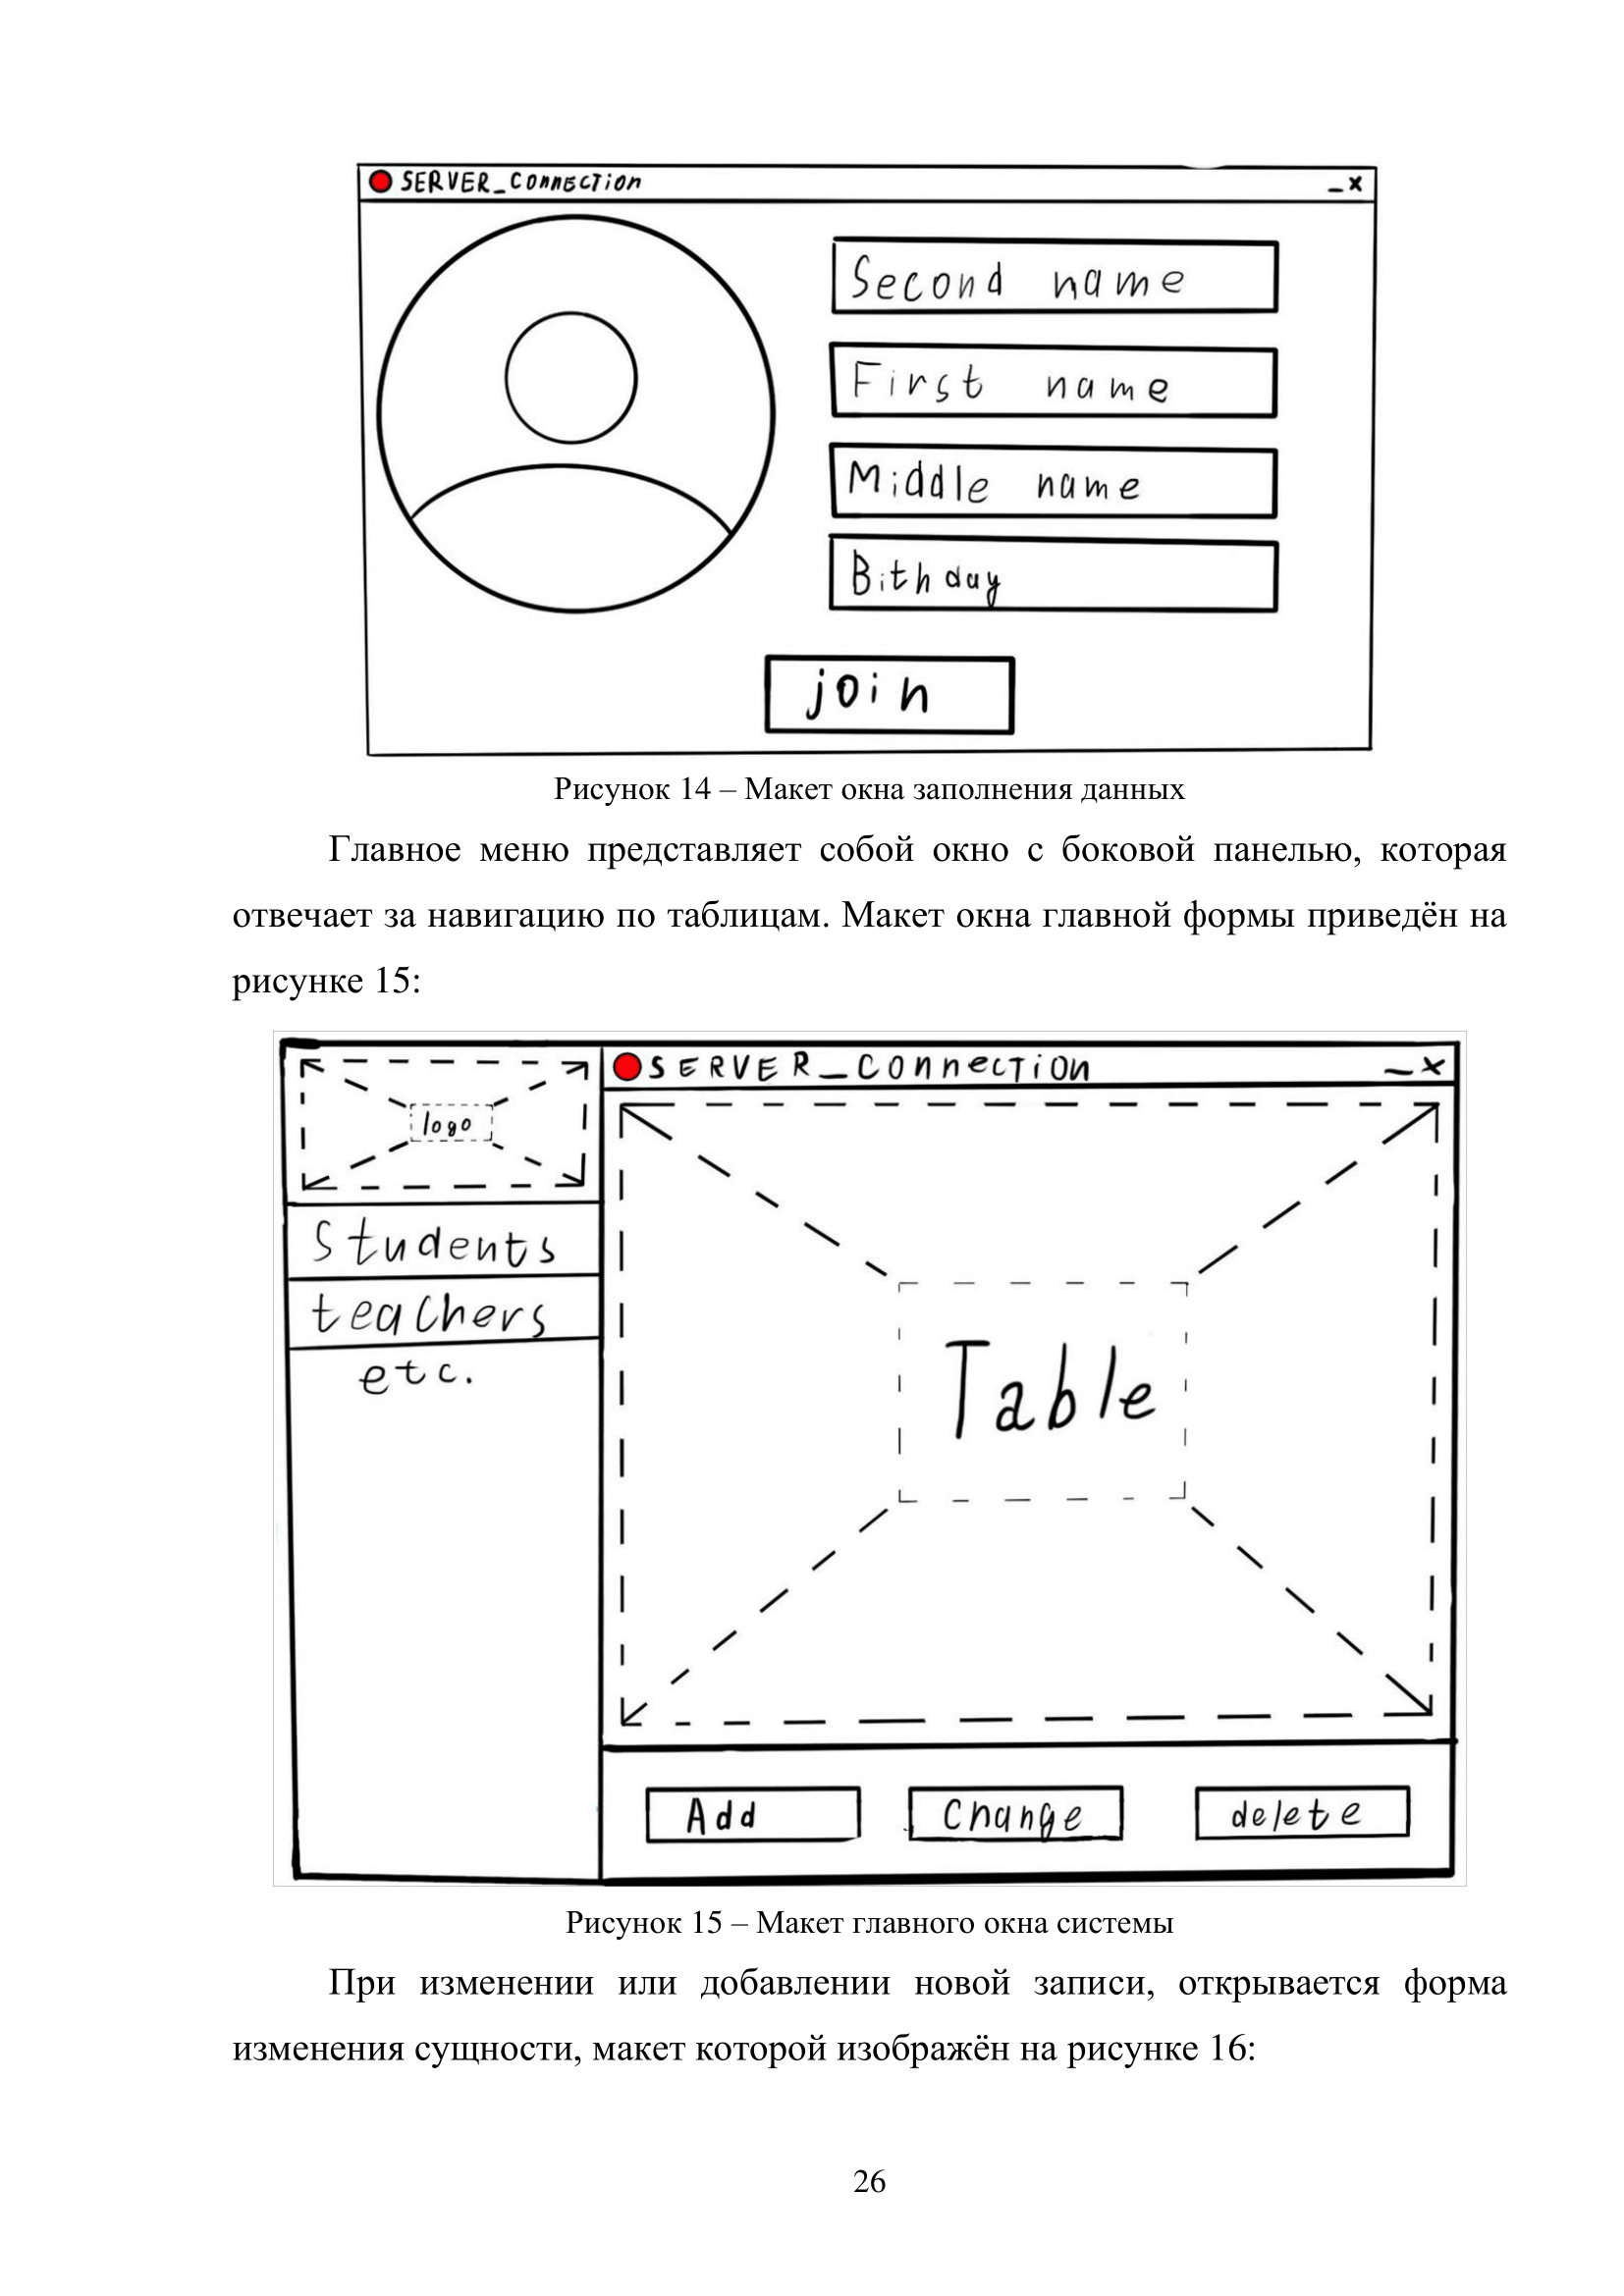 SERVER_Connection _x
Second name
First name
Middle name
Bithday
join
Рисунок 14 – Макет окна заполнения данных
Главное меню представляет собой окно с боковой панелью, которая
отвечает за навигацию по таблицам. Макет окна главной формы приведён на
рисунке 15:
SERVER_Connection _x
logo
Students
teachers
etc.
Table
Add Change delete
Рисунок 15 – Макет главного окна системы
При изменении или добавлении новой записи, открывается форма
изменения сущности, макет которой изображён на рисунке 16:
26